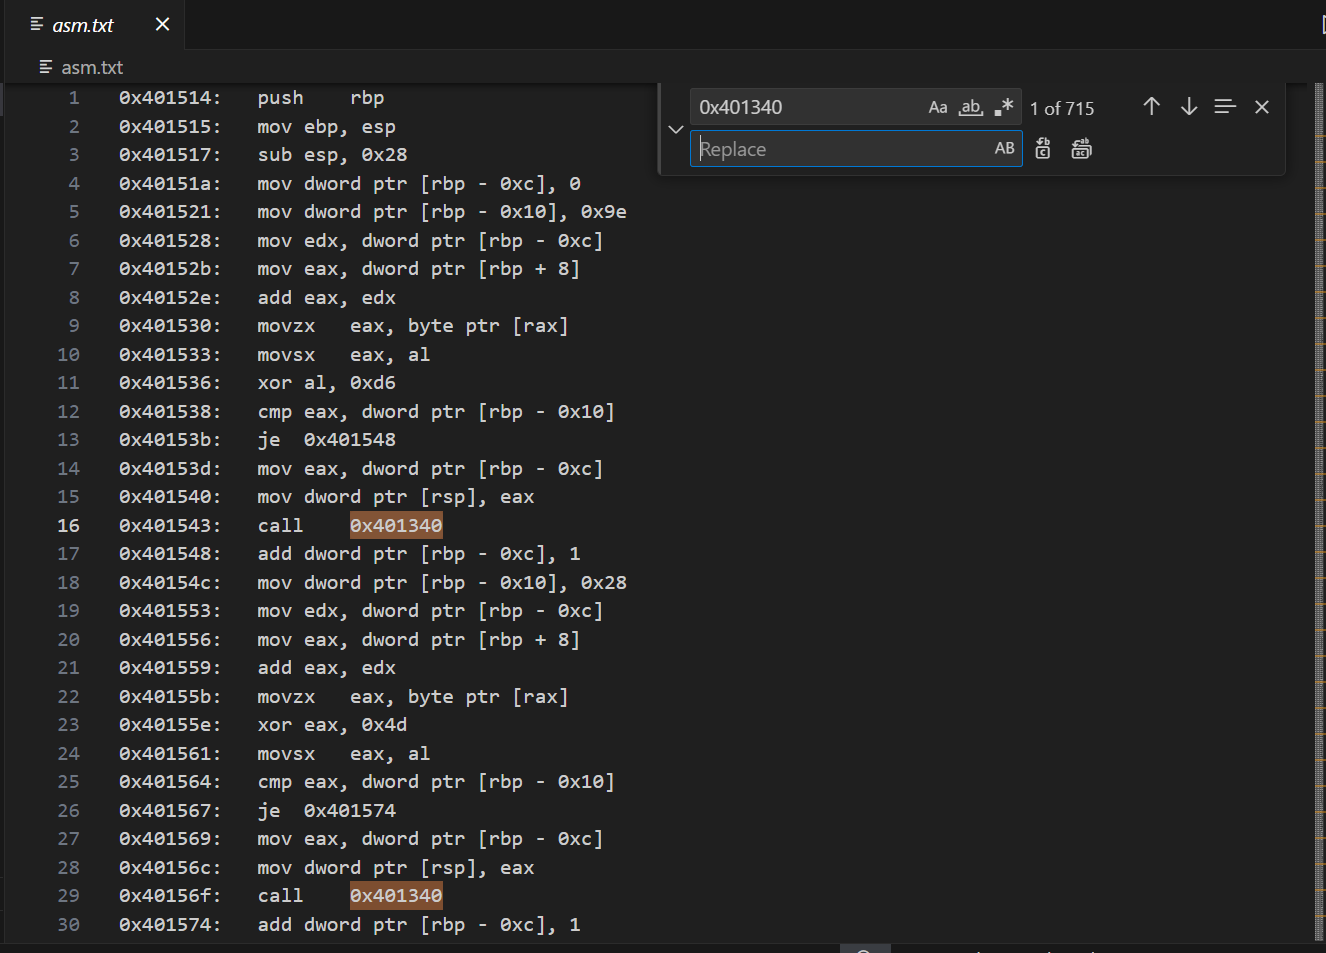 asm.txt
asm.txt
0x401340 Aa ab .* 1 of 715
Replace AB
1 0x401514: push rbp
2 0x401515: mov ebp, esp
3 0x401517: sub esp, 0x28
4 0x40151a: mov dword ptr [rbp - 0xc], 0
5 0x401521: mov dword ptr [rbp - 0x10], 0x9e
6 0x401528: mov edx, dword ptr [rbp - 0xc]
7 0x40152b: mov eax, dword ptr [rbp + 8]
8 0x40152e: add eax, edx
9 0x401530: movzx eax, byte ptr [rax]
10 0x401533: movsx eax, al
11 0x401536: xor al, 0xd6
12 0x401538: cmp eax, dword ptr [rbp - 0x10]
13 0x40153b: je 0x401548
14 0x40153d: mov eax, dword ptr [rbp - 0xc]
15 0x401540: mov dword ptr [rsp], eax
16 0x401543: call 0x401340
17 0x401548: add dword ptr [rbp - 0xc], 1
18 0x40154c: mov dword ptr [rbp - 0x10], 0x28
19 0x401553: mov edx, dword ptr [rbp - 0xc]
20 0x401556: mov eax, dword ptr [rbp + 8]
21 0x401559: add eax, edx
22 0x40155b: movzx eax, byte ptr [rax]
23 0x40155e: xor eax, 0x4d
24 0x401561: movsx eax, al
25 0x401564: cmp eax, dword ptr [rbp - 0x10]
26 0x401567: je 0x401574
27 0x401569: mov eax, dword ptr [rbp - 0xc]
28 0x40156c: mov dword ptr [rsp], eax
29 0x40156f: call 0x401340
30 0x401574: add dword ptr [rbp - 0xc], 1